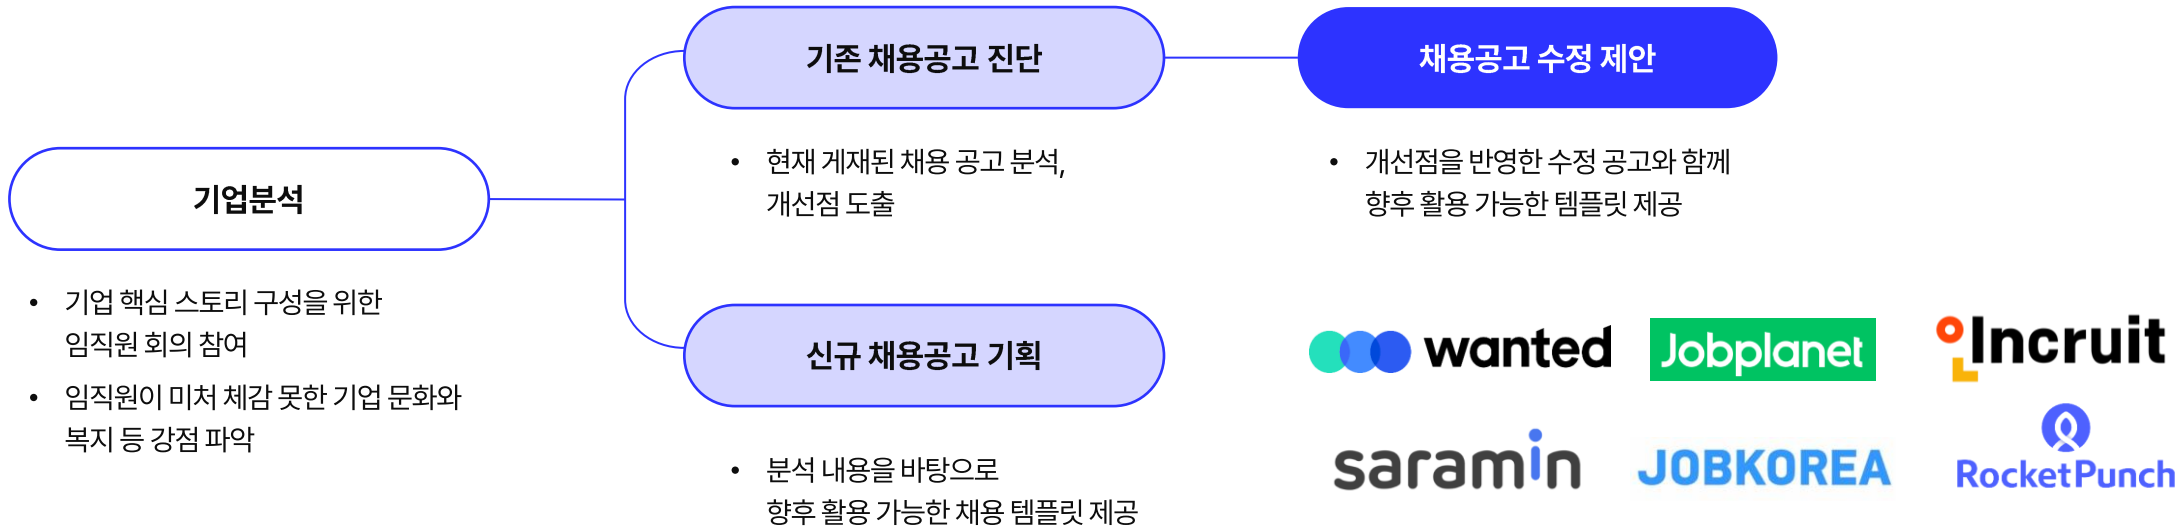 기업분석
• 기업 핵심 스토리 구성을 위한
임직원 회의 참여
• 임직원이 미처 체감 못한 기업 문화와
복지 등 강점 파악
기존 채용공고 진단
• 현재 게재된 채용 공고 분석,
개선점 도출
신규 채용공고 기획
• 분석 내용을 바탕으로
향후 활용 가능한 채용 템플릿 제공
채용공고 수정 제안
• 개선점을 반영한 수정 공고와 함께
향후 활용 가능한 템플릿 제공
wanted
Jobplanet
Incruit
saramin
JOBKOREA
RocketPunch